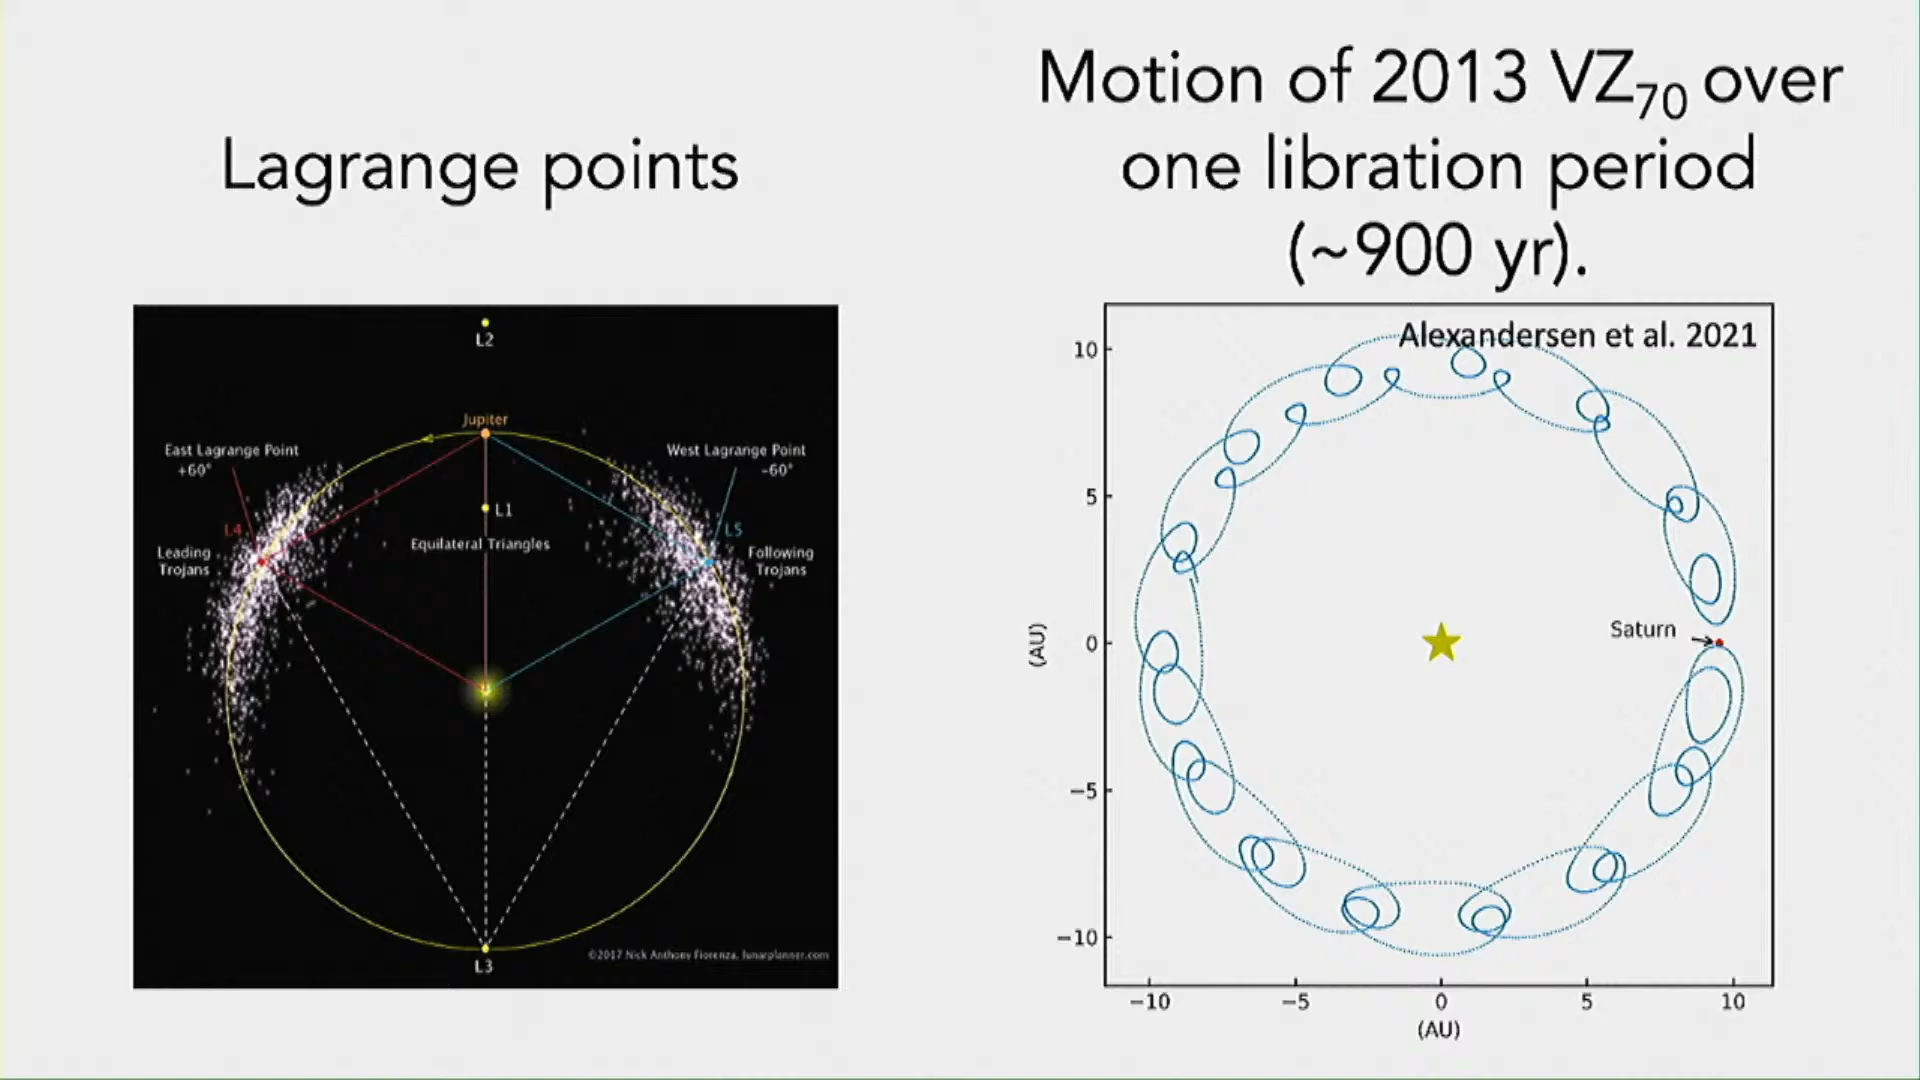 Lagrange points
L2
Jupiter
East Lagrange Point
+60°
West Lagrange Point
-60°
L1
L4
L5
Equilateral Triangles
Leading
Trojans
Following
Trojans
©2017 Nick Anthony Fiorenza, lunarplanner.com
L3
Motion of 2013 VZ₇₀ over
one libration period
(~900 yr).
Alexandersen et al. 2021
10
5
0
−5
−10
(AU)
Saturn
−10
−5
0
5
10
(AU)